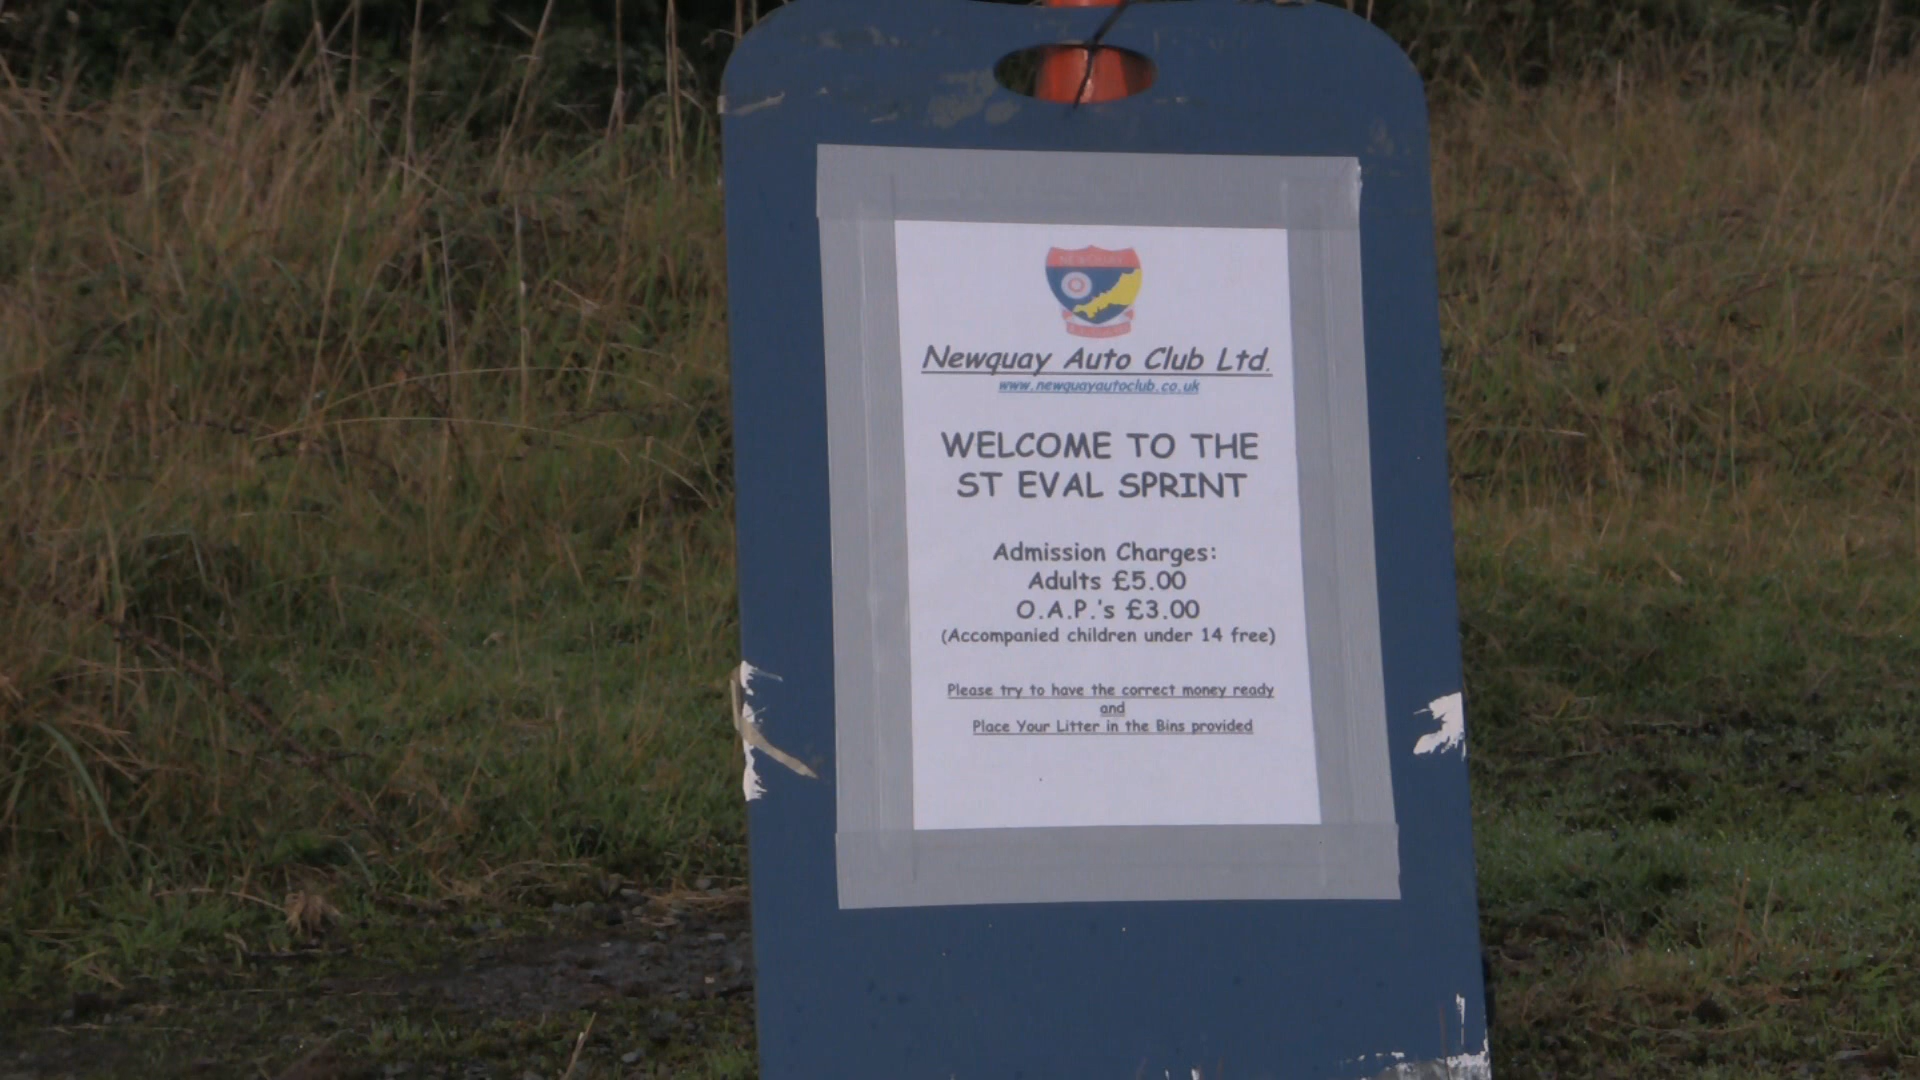 NEWQUAY
Newquay Auto Club Ltd.
www.newquayautoclub.co.uk
WELCOME TO THE
ST EVAL SPRINT
Admission Charges:
Adults £5.00
O.A.P.'s £3.00
(Accompanied children under 14 free)
Please try to have the correct money ready
and
Place Your Litter in the Bins provided